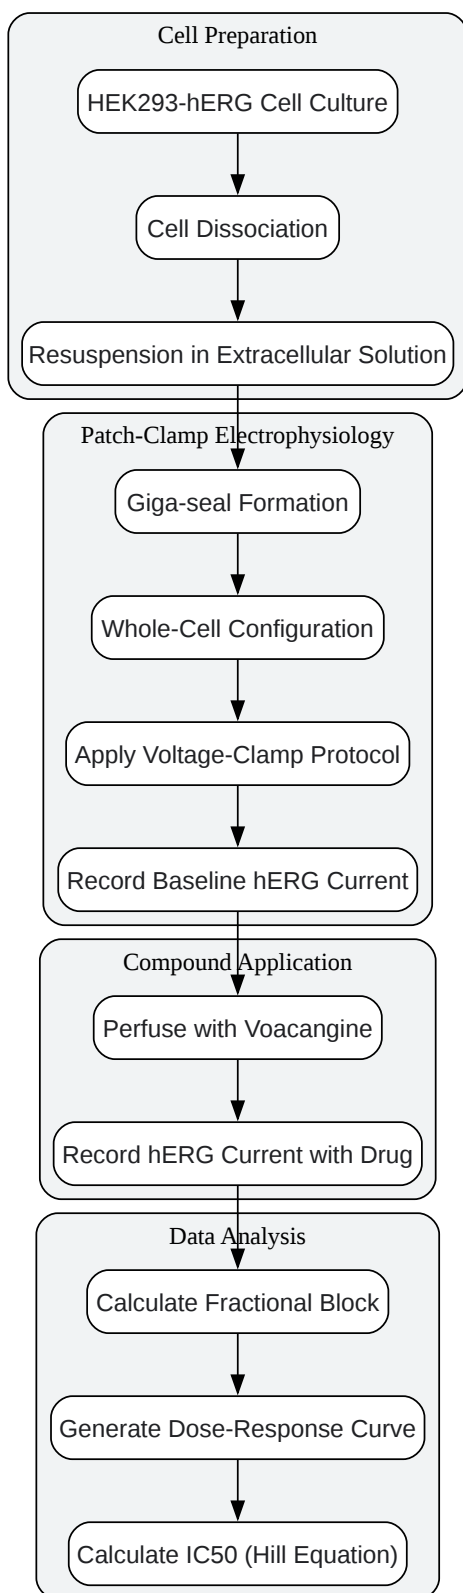 Cell Preparation
HEK293-hERG Cell Culture
Cell Dissociation
Resuspension in Extracellular Solution
Patch-Clamp Electrophysiology
Giga-seal Formation
Whole-Cell Configuration
Apply Voltage-Clamp Protocol
Record Baseline hERG Current
Compound Application
Perfuse with Voacangine
Record hERG Current with Drug
Data Analysis
Calculate Fractional Block
Generate Dose-Response Curve
Calculate IC50 (Hill Equation)